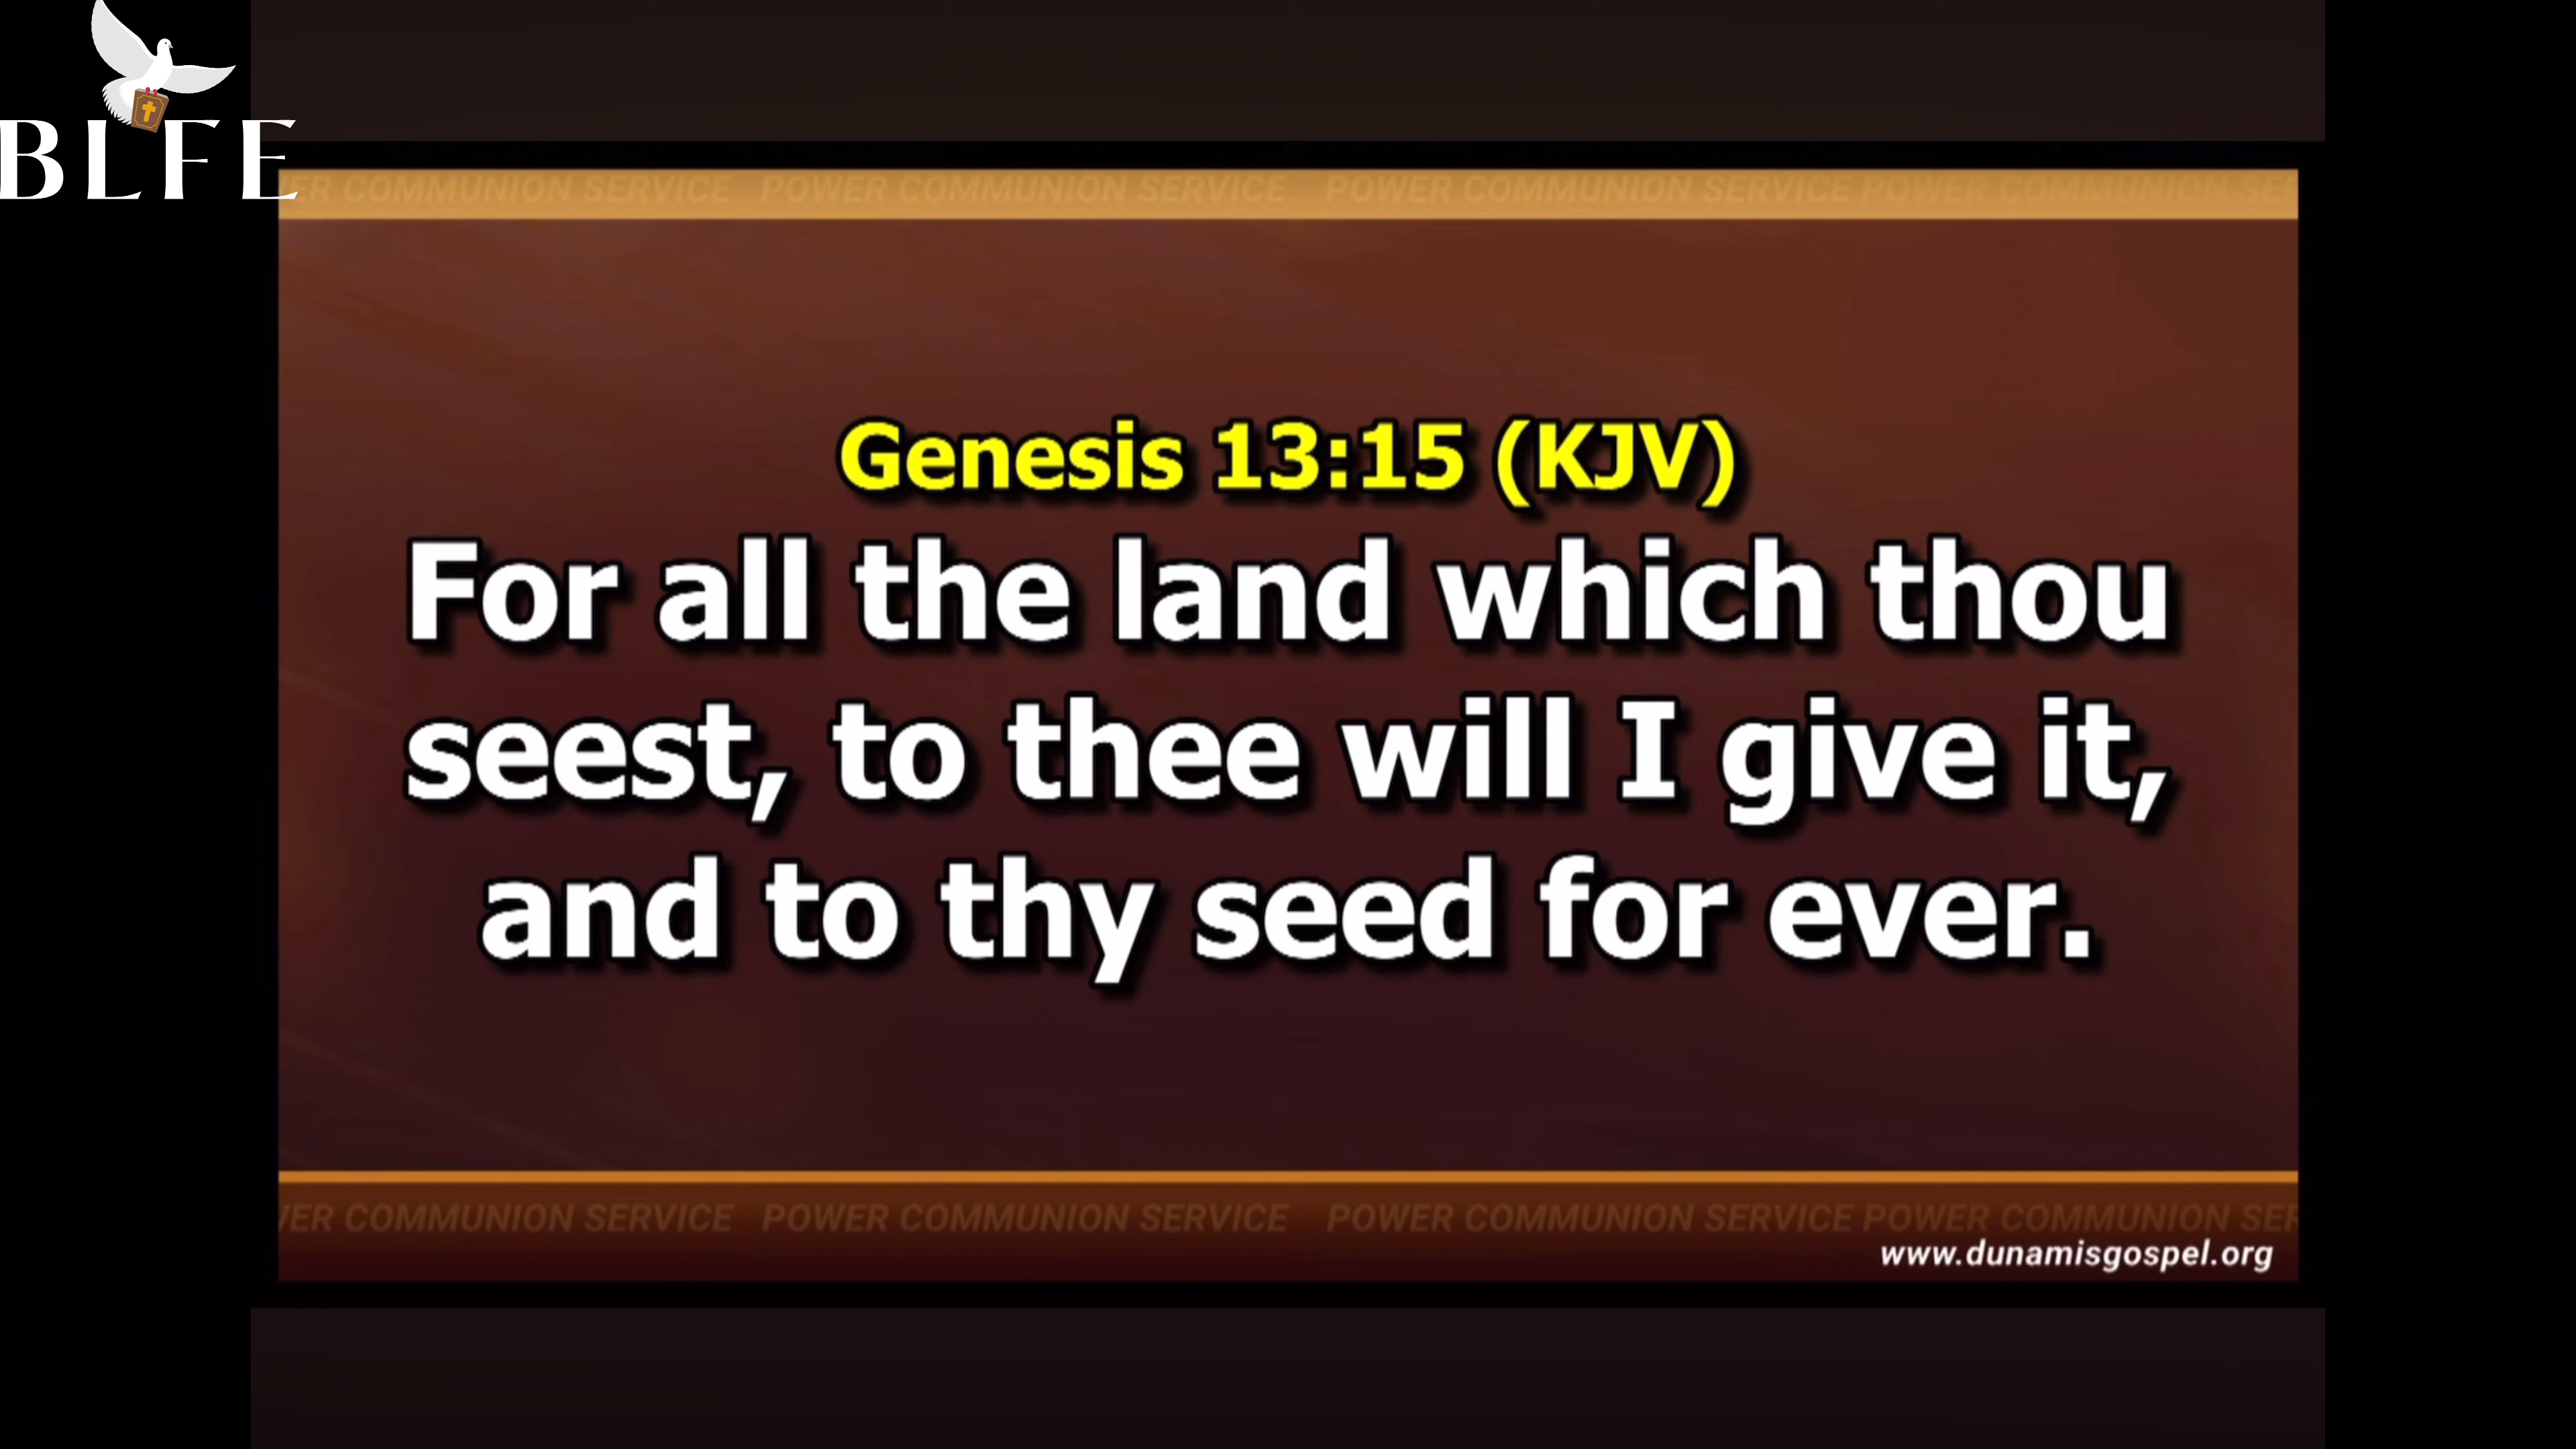 BLFE
ER COMMUNION SERVICE POWER COMMUNION SERVICE POWER COMMUNION SERVICE POWER COMMUNION SER
Genesis 13:15 (KJV)
For all the land which thou
seest, to thee will I give it,
and to thy seed for ever.
VER COMMUNION SERVICE POWER COMMUNION SERVICE POWER COMMUNION SERVICE POWER COMMUNION SER
www.dunamisgospel.org